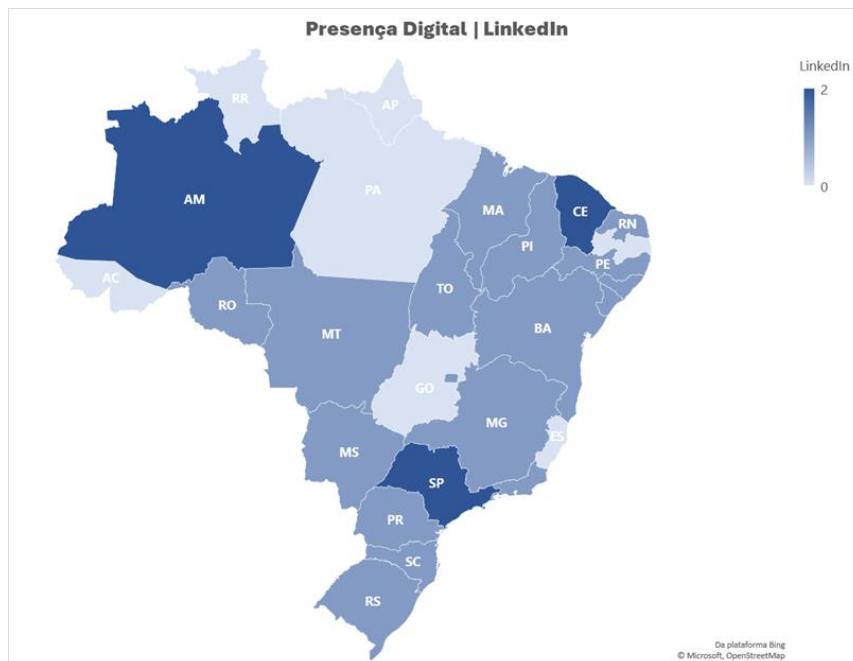 Presença Digital | LinkedIn
LinkedIn
2
0
RR
AP
AM
PA
MA
CE
RN
PI
PE
AC
RO
TO
MT
BA
GO
MG
ES
MS
SP
PR
SC
RS
Da plataforma Bing
© Microsoft, OpenStreetMap